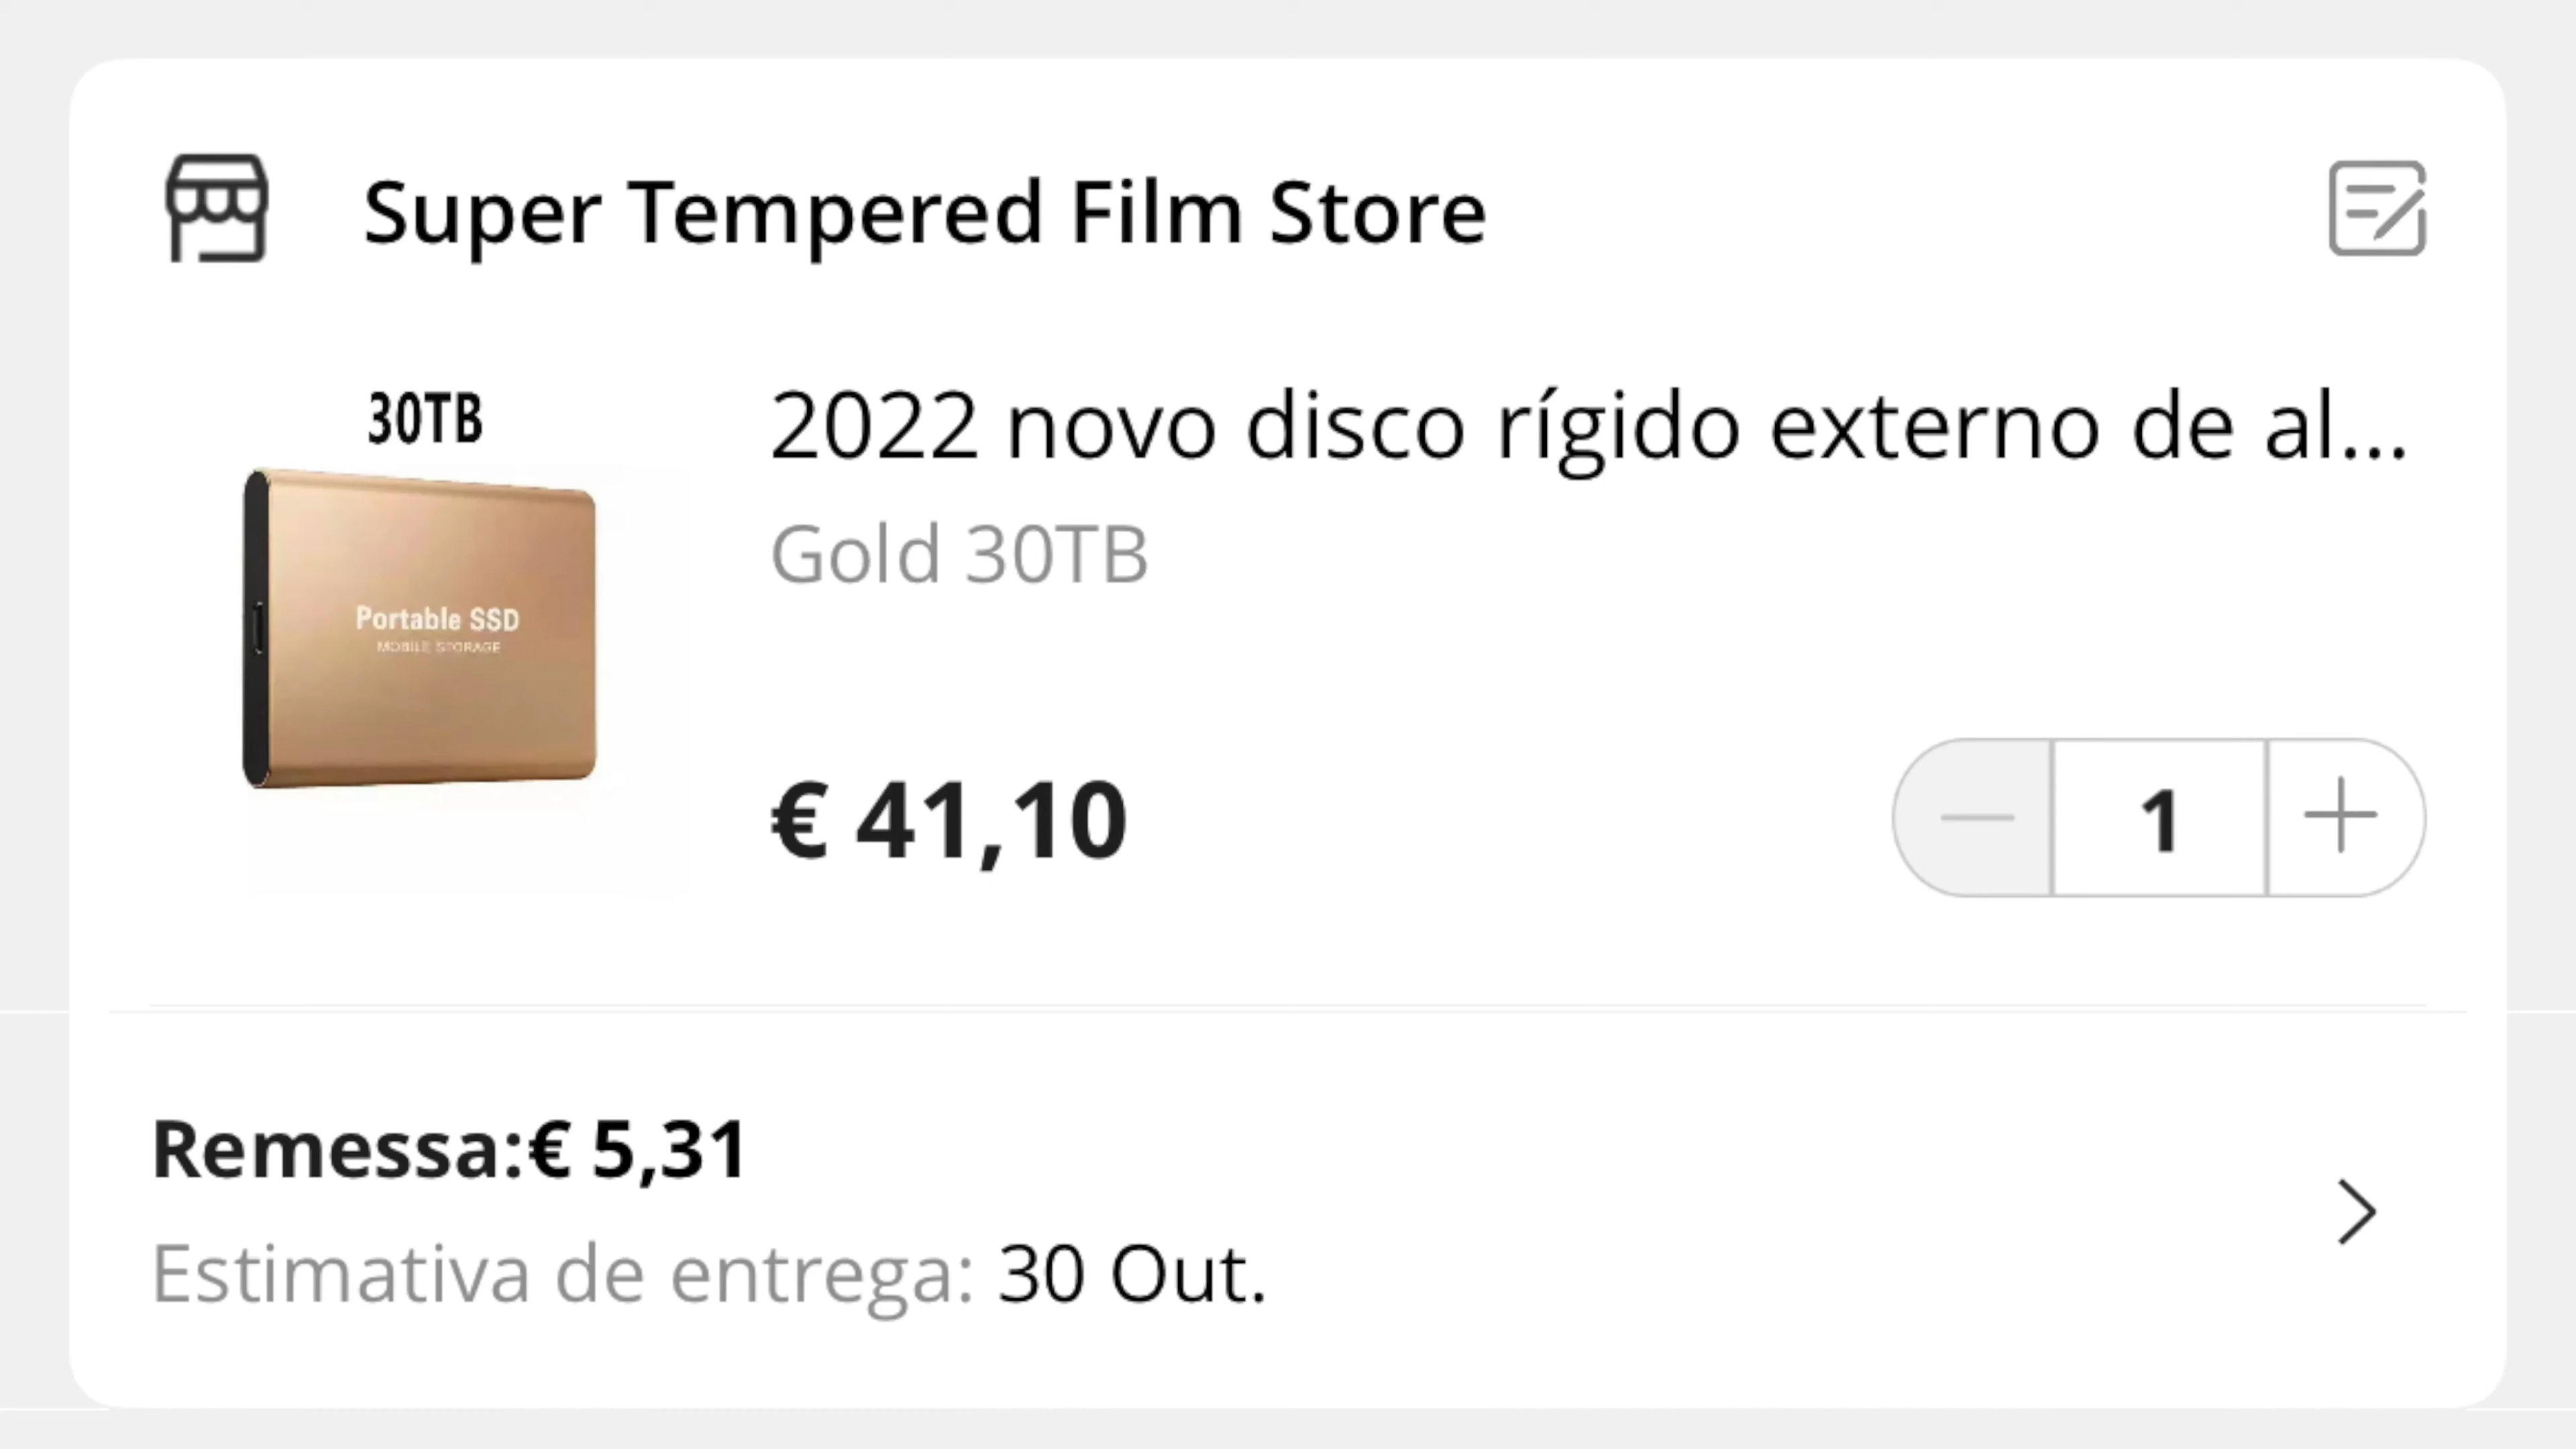 Super Tempered Film Store
30TB
Portable SSD
MOBILE STORAGE
2022 novo disco rígido externo de al...
Gold 30TB
€ 41,10
1
Remessa:€ 5,31
Estimativa de entrega: 30 Out.